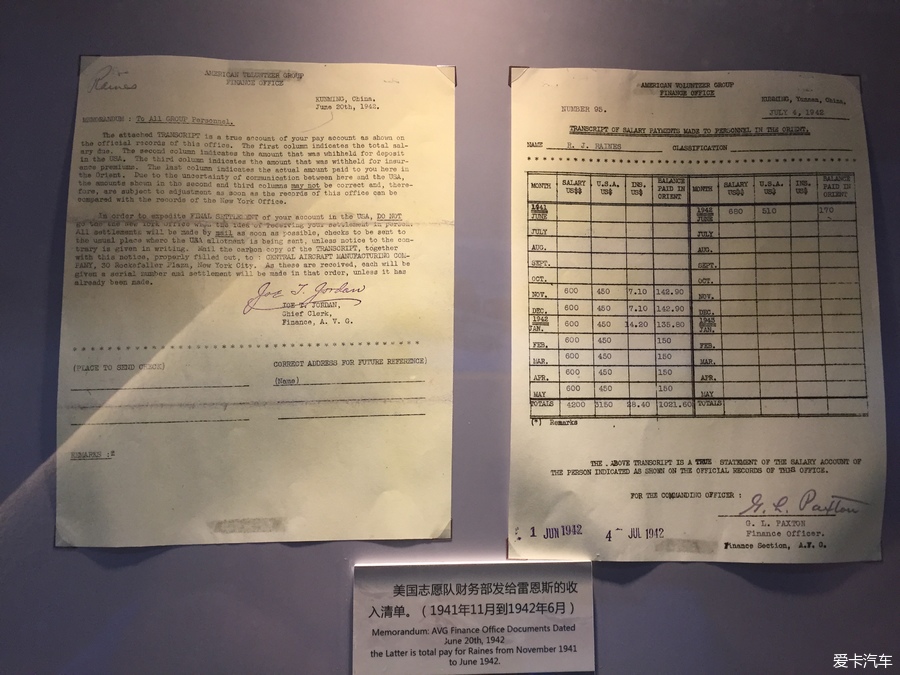 Raines
AMERICAN VOLUNTEER GROUP
FINANCE OFFICE
KUNMING, China.
June 20th, 1942.
MEMORANDUM : To All GROUP Personnel.
The attached TRANSCRIPT is a true account of your pay account as shown on
the official records of this office. The first column indicates the total sal-
ary due. The second column indicates the amount that was whitheld for deposit
in the USA. The third column indicates the amount that was withheld for insur-
ance premiums. The last column indicates the actual amount paid to you here in
the Orient. Due to the uncertainty of communication between here and the USA,
the amounts shown in the second and third columns may not be correct and, there-
fore, are subject to adjustment as soon as the records of this office can be
compared with the records of the New York Office.
In order to expedite FINAL SETTLEMENT of your account in the USA, DO NOT
go the New York Office with the idea of receiving your settlement in person.
All settlements will be made by mail as soon as possible, checks to be sent to
the usual place where the USA allotment is being sent, unless notice to the con-
trary is given in writing. Mail the carbon copy of the TRANSCRIPT, together
with this notice, properly filled out, to : CENTRAL AIRCRAFT MANUFACTURING COM-
PANY, 30 Rockefeller Plaza, New York City. As these are received, each will be
given a serial number and settlement will be made in that order, unless it has
already been made.
Joe T. Jordan
JOE T. JORDAN,
Chief Clerk,
Finance, A. V. G.
(PLACE TO SEND CHECK) CORRECT ADDRESS FOR FUTURE REFERENCE)
(Name)
REMARKS :
AMERICAN VOLUNTEER GROUP
FINANCE OFFICE
KUNMING, Yunnan, China.
NUMBER 95. JULY 4, 1942
TRANSCRIPT OF SALARY PAYMENTS MADE TO PERSONNEL IN THE ORIENT.
NAME R. J. RAINES CLASSIFICATION
MONTH SALARY US$$ U.S.A. US$ INS. US$ BALANCE PAID IN ORIENT MONTH SALARY US$$ U.S.A. US$ INS. US$ BALANCE PAID IN ORIENT
1941 JUNE 1942 JUNE 680 510 170
JULY JULY
AUG. AUG.
SEPT. SEPT.
OCT. OCT.
NOV. 600 450 7.10 142.90 NOV.
DEC. 600 450 7.10 142.90 DEC.
1942 JAN. 600 450 14.20 135.80 1943 JAN.
FEB. 600 450 150 FEB.
MAR. 600 450 150 MAR.
APR. 600 450 150 APR.
MAY 600 450 150 MAY
TOTALS 4200 3150 28.40 1021.60 TOTALS
(*) Remarks
THE ABOVE TRANSCRIPT IS A TRUE STATEMENT OF THE SALARY ACCOUNT OF
THE PERSON INDICATED AS SHOWN ON THE OFFICIAL RECORDS OF THIS OFFICE.
FOR THE COMMANDING OFFICER :
G. L. Paxton
G. L. PAXTON
Finance Officer.
Finance Section, A.V. G.
1 JUN 1942 4 JUL 1942
美国志愿队财务部发给雷恩斯的收
入清单。（1941年11月到1942年6月）
Memorandum: AVG Finance Office Documents Dated
June 20th, 1942
the Latter is total pay for Raines from November 1941
to June 1942.
爱卡汽车